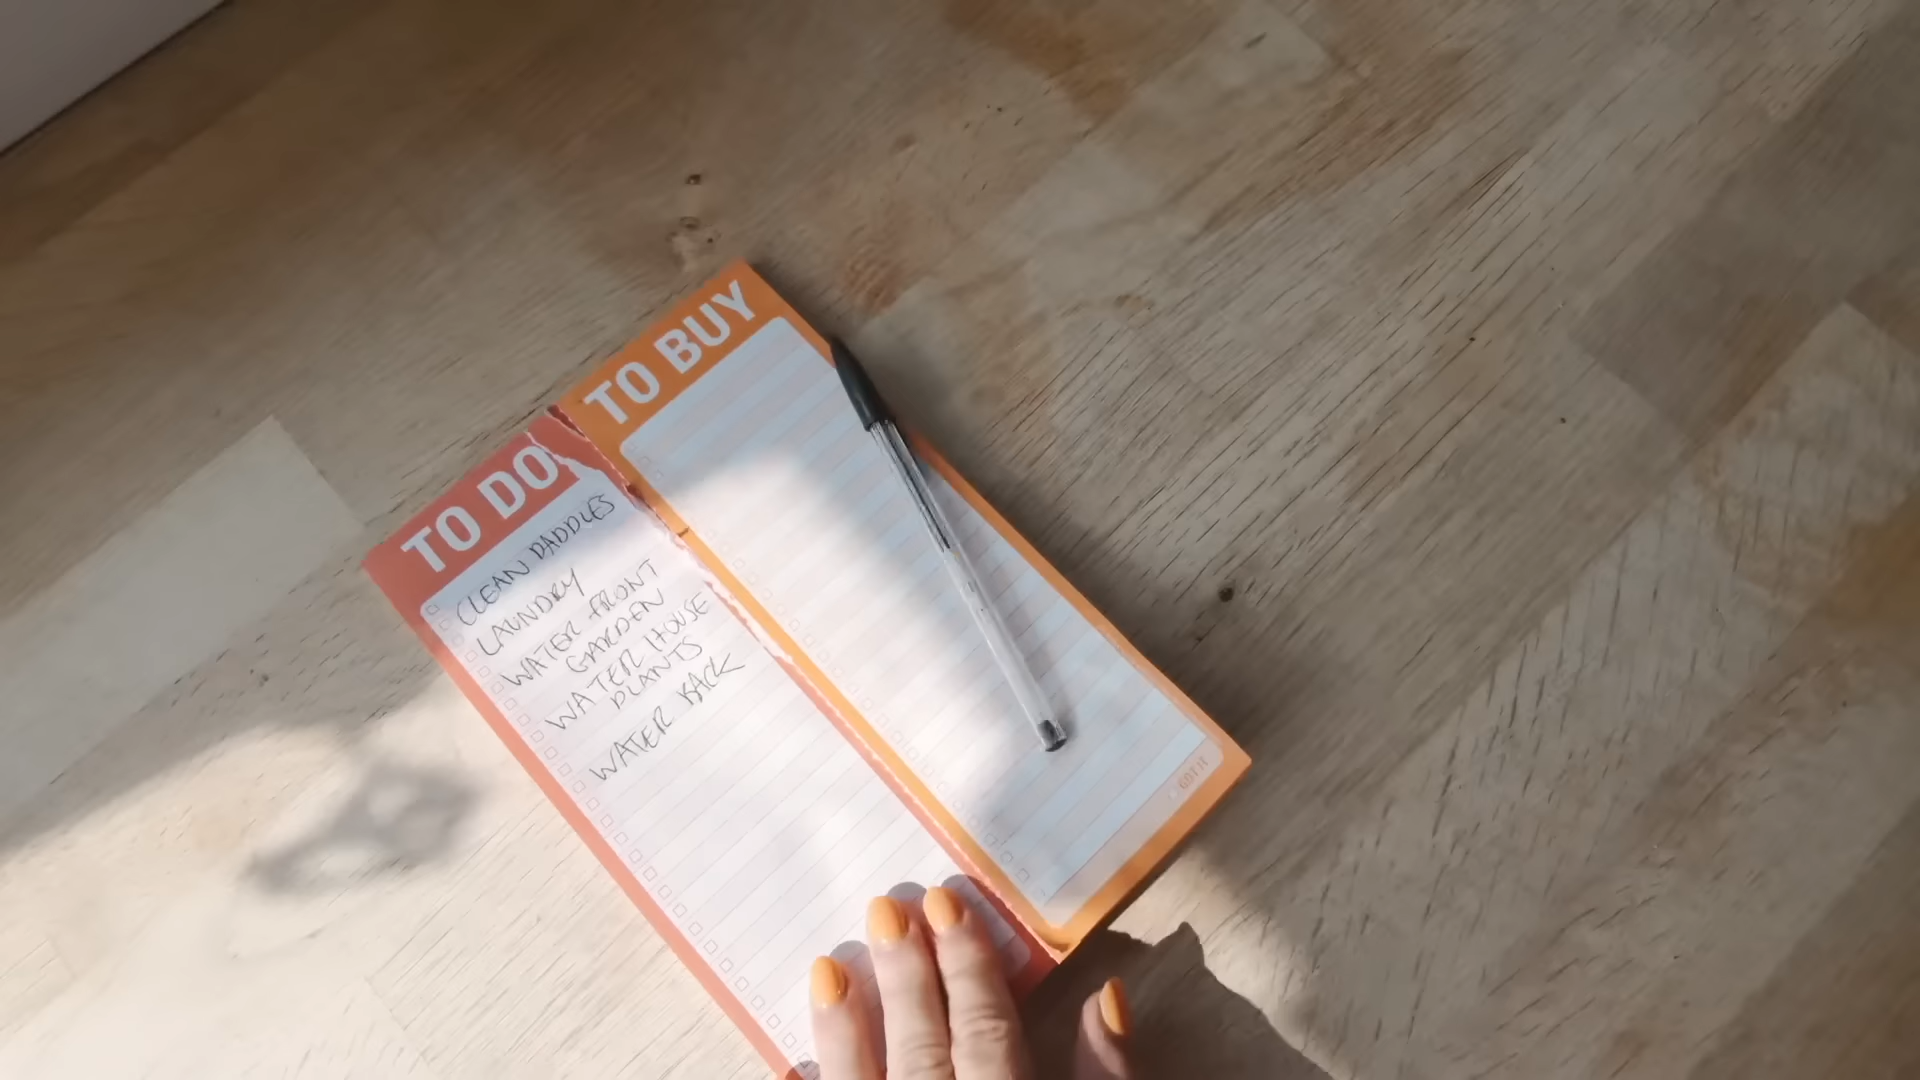 TO DO
CLEAN PADDLES
LAUNDRY
WATER FRONT
GARDEN
WATER HOUSE
PLANTS
WATER BACK
TO BUY